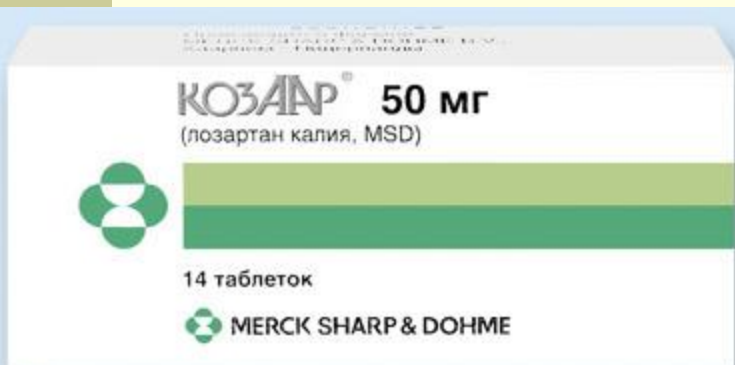 КОЗААР® 50 мг
(лозартан калия, MSD)
14 таблеток
MERCK SHARP & DOHME